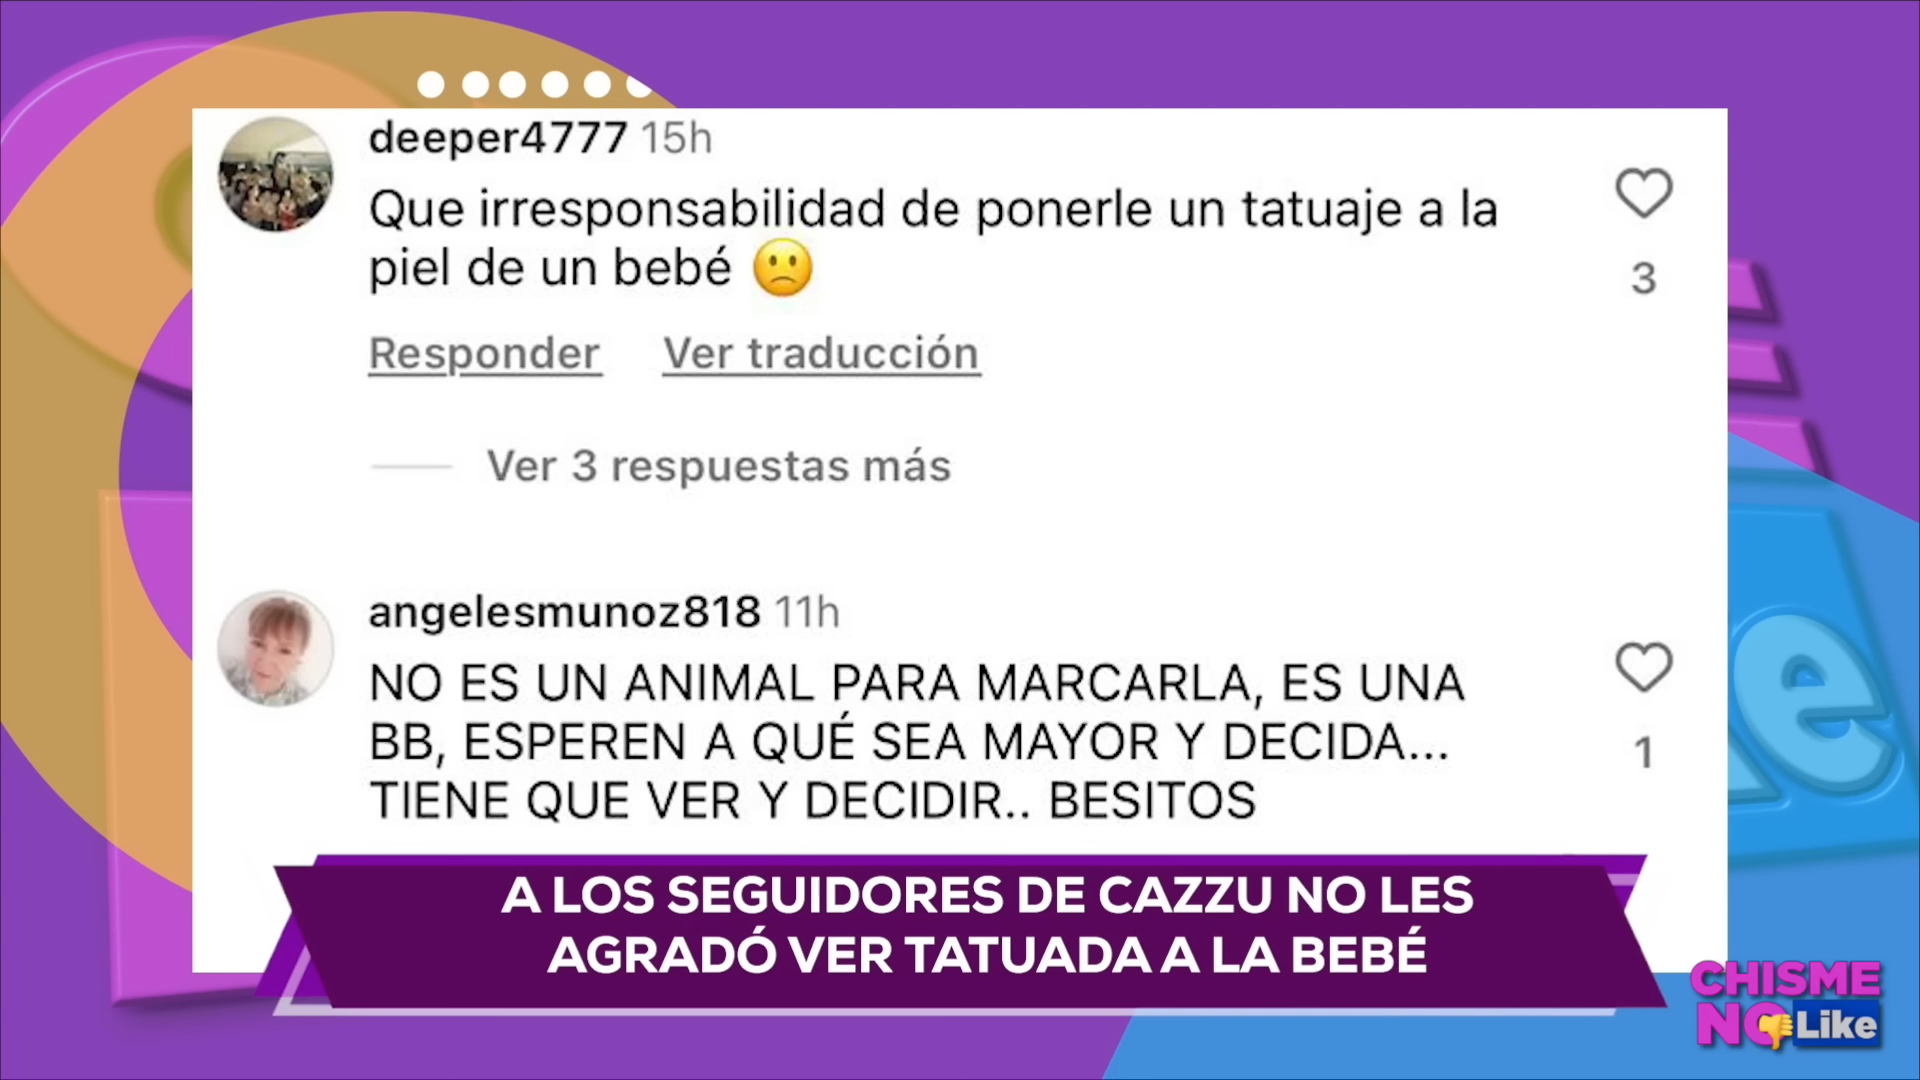 deeper4777 15h
Que irresponsabilidad de ponerle un tatuaje a la
piel de un bebé 🙁
3
Responder Ver traducción
Ver 3 respuestas más
angelesmunoz818 11h
NO ES UN ANIMAL PARA MARCARLA, ES UNA
BB, ESPEREN A QUÉ SEA MAYOR Y DECIDA...
TIENE QUE VER Y DECIDIR.. BESITOS
1
A LOS SEGUIDORES DE CAZZU NO LES
AGRADÓ VER TATUADA A LA BEBÉ
CHISME
NO Like